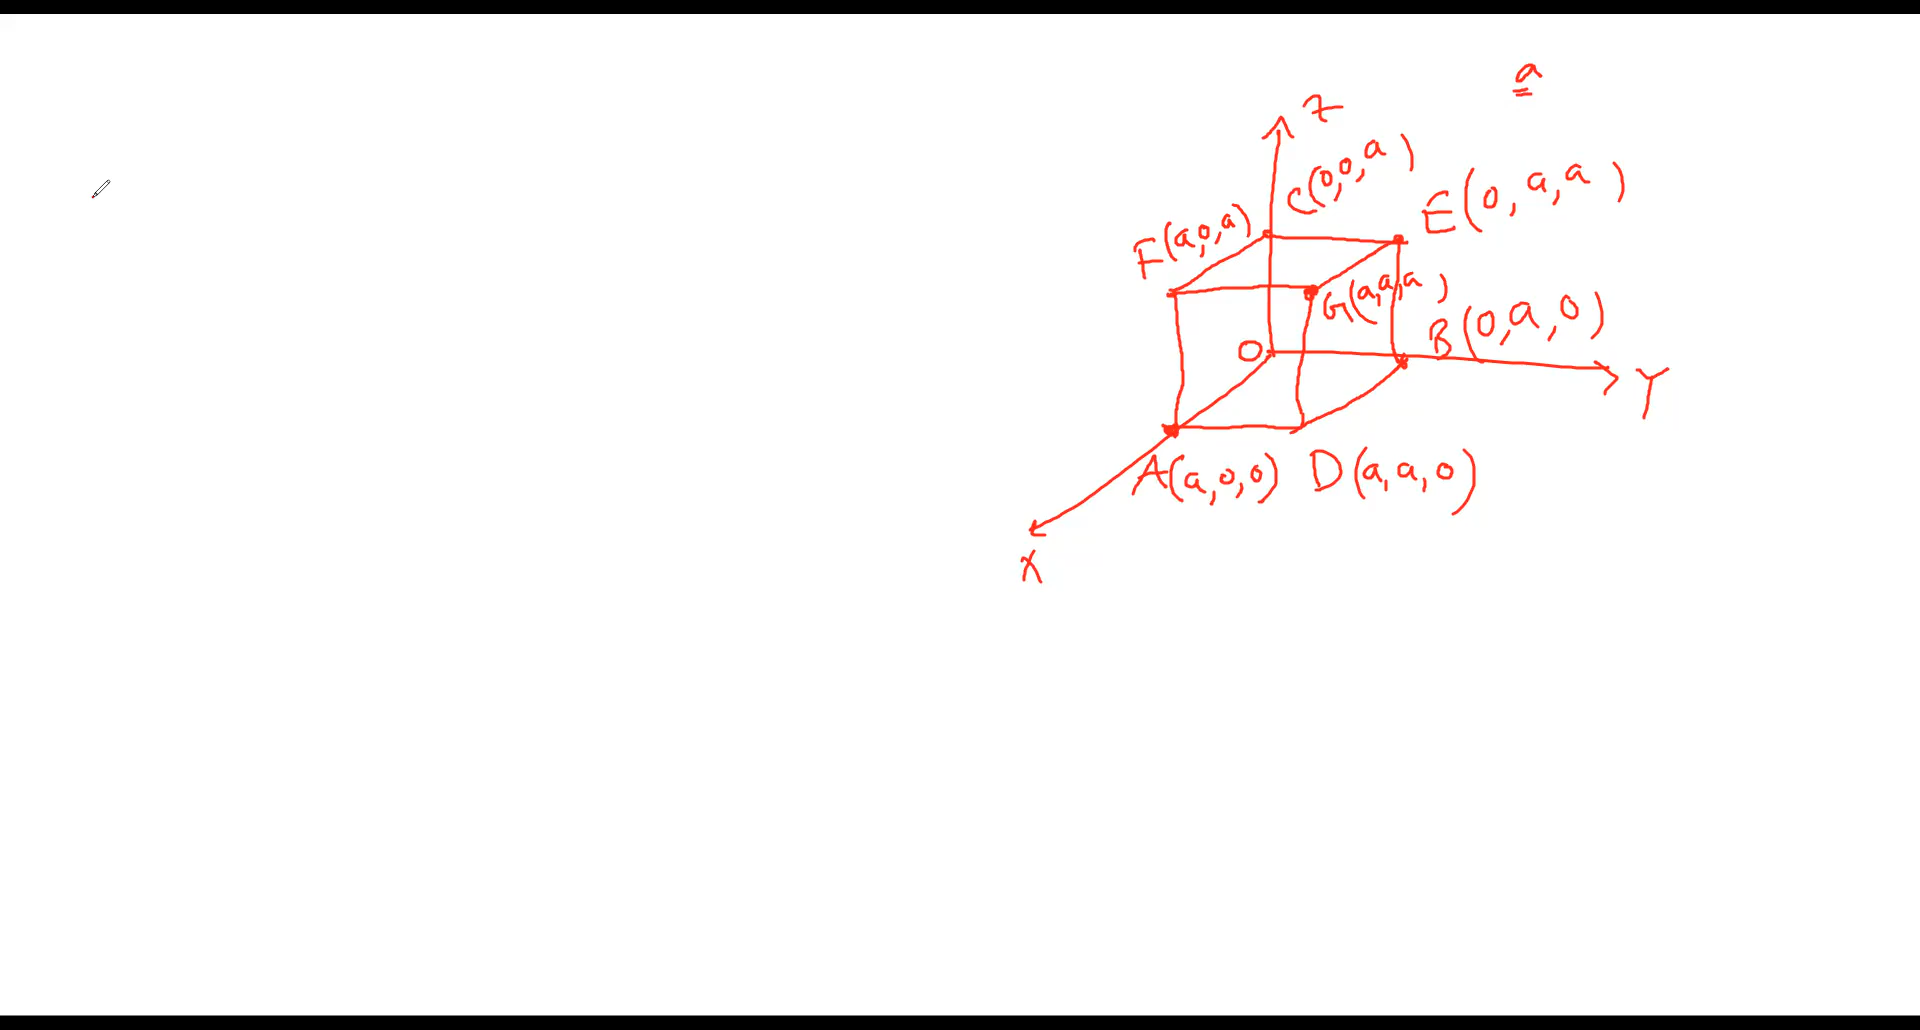 a
Z
C(0,0,a)
E(0,a,a)
F(a,0,a)
G(a,a,a)
B(0,a,0)
O
Y
A(a,0,0) D(a,a,0)
X